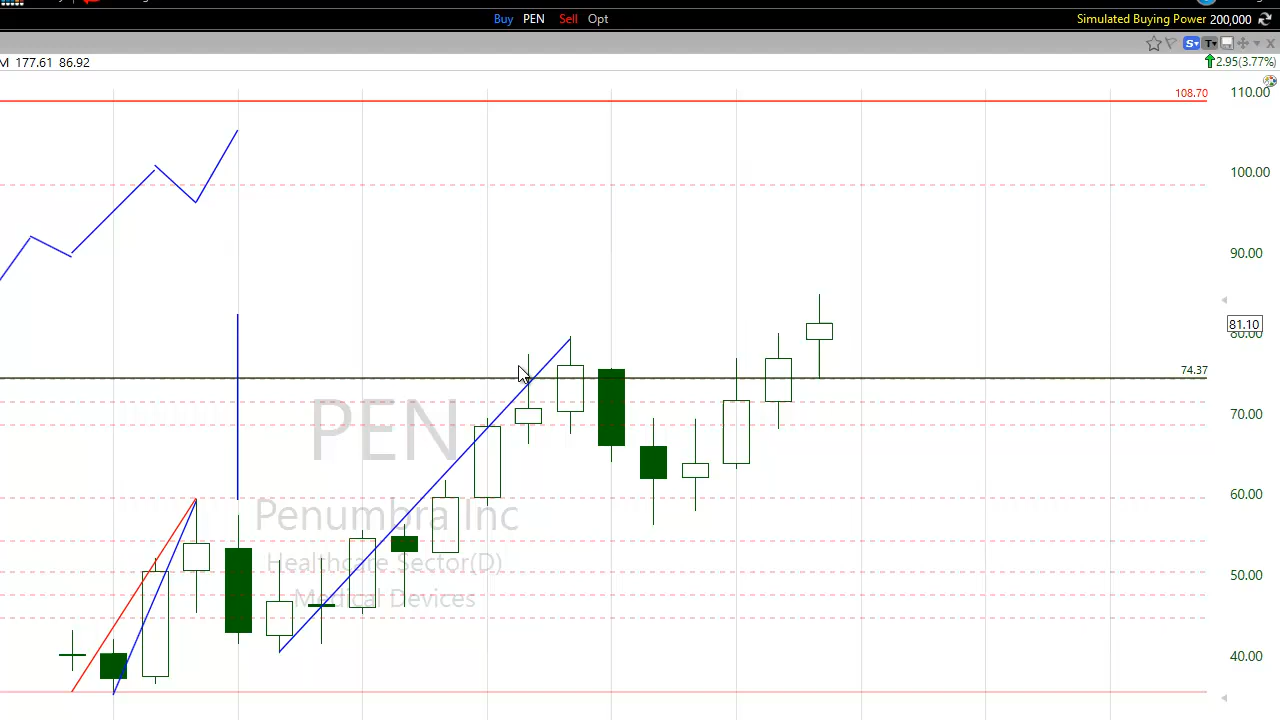 Buy PEN Sell Opt
Simulated Buying Power 200,000
S T X
M 177.61 86.92
2.95(3.77%)
108.70
110.00
100.00
90.00
81.10
80.00
74.37
70.00
PEN
60.00
Penumbra Inc
Healthcare Sector(D)
50.00
Medical Devices
40.00